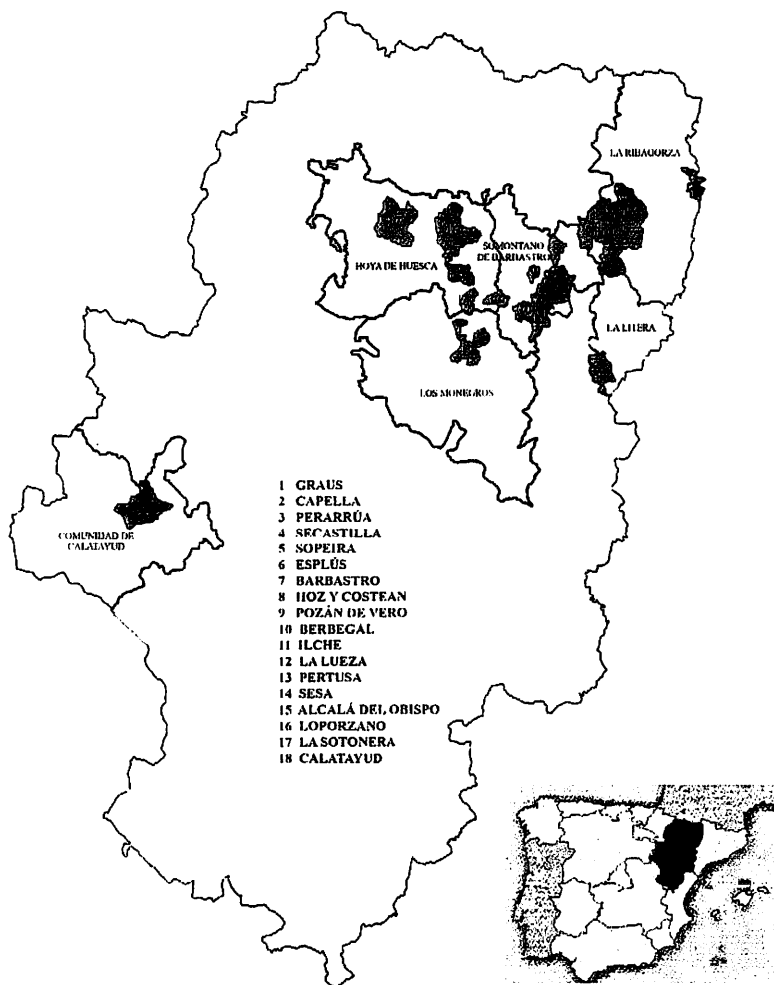 LA RIBAGORZA
SOMONTANO
DE BARBASTRO
HOYA DE HUESCA
LA LITERA
LOS MONEGROS
COMUNIDAD DE
CALATAYUD
1 GRAUS
2 CAPELLA
3 PERARRÚA
4 SECASTILLA
5 SOPEIRA
6 ESPLÚS
7 BARBASTRO
8 HOZ Y COSTEAN
9 POZÁN DE VERO
10 BERBEGAL
11 ILCHE
12 LA LUEZA
13 PERTUSA
14 SESA
15 ALCALÁ DEL OBISPO
16 LOPORZANO
17 LA SOTONERA
18 CALATAYUD